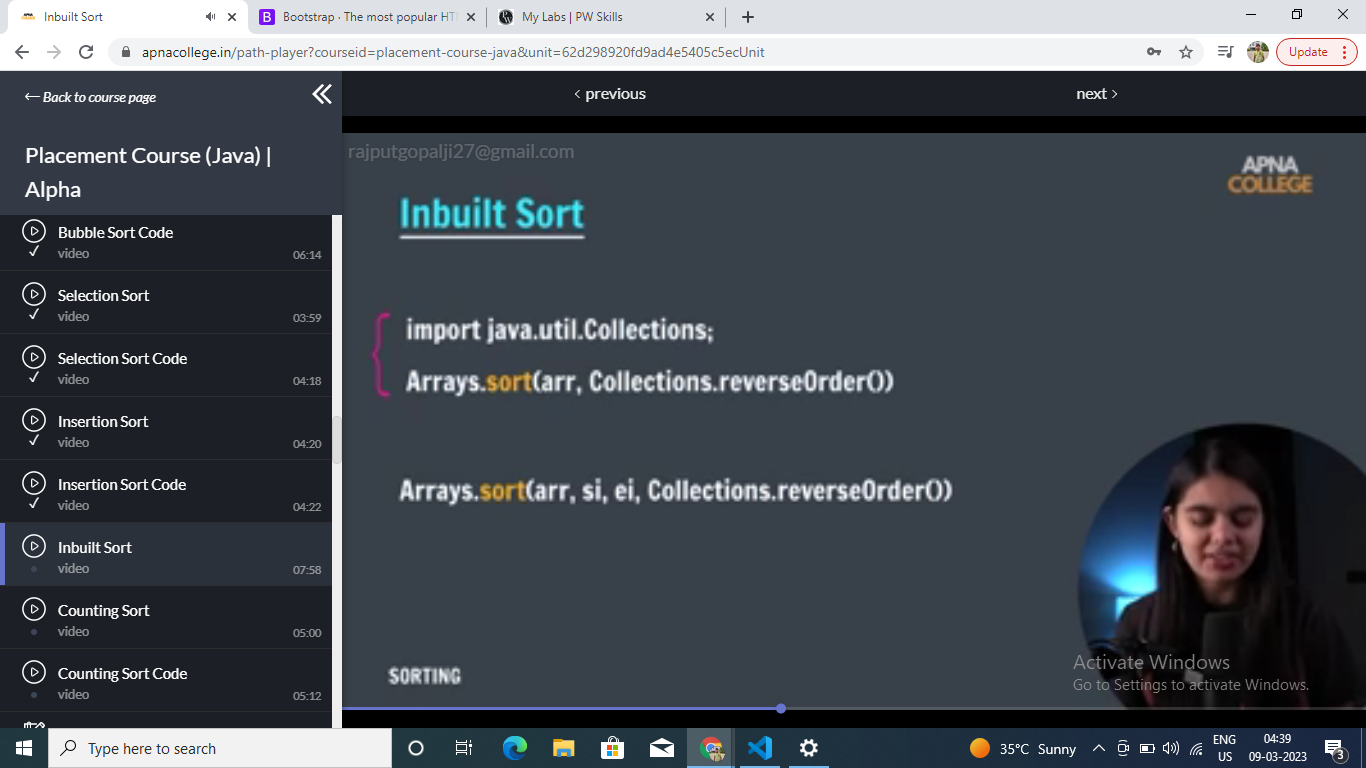 Inbuilt Sort
Bootstrap · The most popular HT
My Labs | PW Skills
apnacollege.in/path-player?courseid=placement-course-java&unit=62d298920fd9ad4e5405c5ecUnit
Update
Back to course page
previous
next
Placement Course (Java) |
Alpha
Bubble Sort Code
video 06:14
Selection Sort
video 03:59
Selection Sort Code
video 04:18
Insertion Sort
video 04:20
Insertion Sort Code
video 04:22
Inbuilt Sort
video 07:58
Counting Sort
video 05:00
Counting Sort Code
video 05:12
rajputgopalji27@gmail.com
APNA
COLLEGE
Inbuilt Sort
import java.util.Collections;
Arrays.sort(arr, Collections.reverseOrder())
Arrays.sort(arr, si, ei, Collections.reverseOrder())
SORTING
Activate Windows
Go to Settings to activate Windows.
Type here to search
35°C Sunny
ENG
US
04:39
09-03-2023
3